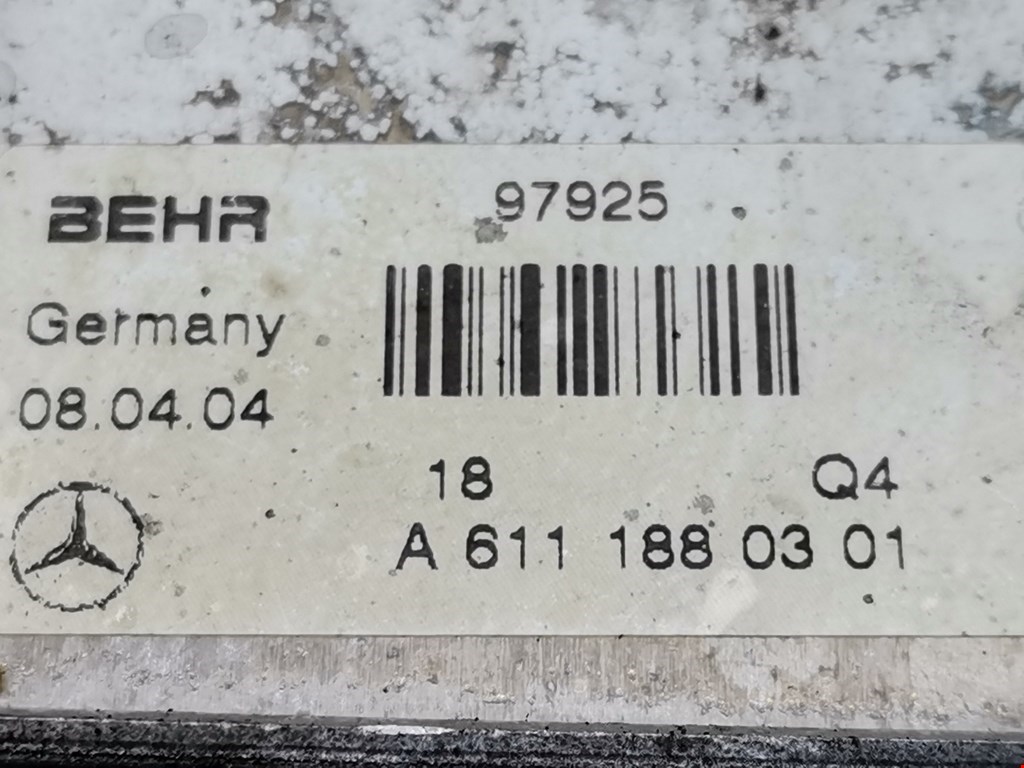 BEHR
97925
Germany
08.04.04
18 Q4
A 611 188 03 01